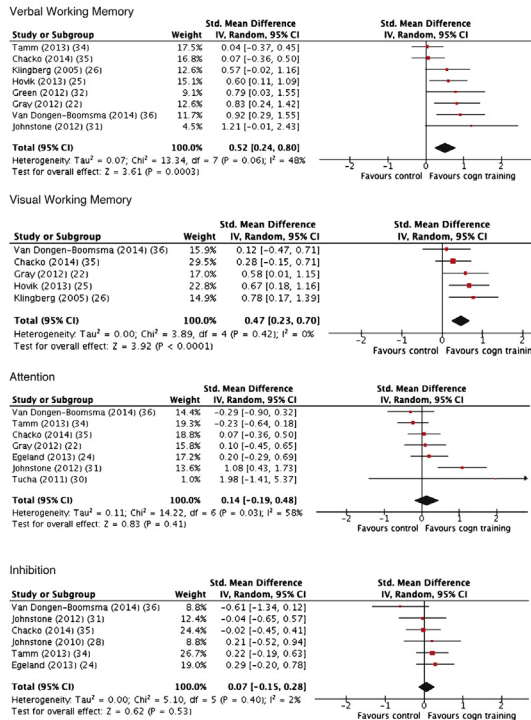 Verbal Working Memory
Std. Mean Difference Std. Mean Difference
Study or Subgroup Weight IV, Random, 95% CI IV, Random, 95% CI
Tamm (2013) (34) 17.5% 0.04 [-0.37, 0.45]
Chacko (2014) (35) 16.8% 0.07 [-0.36, 0.50]
Klingberg (2005) (26) 12.6% 0.57 [-0.02, 1.16]
Hovik (2013) (25) 15.1% 0.60 [0.11, 1.09]
Green (2012) (32) 9.1% 0.79 [0.03, 1.55]
Gray (2012) (22) 12.6% 0.83 [0.24, 1.42]
Van Dongen-Boomsma (2014) (36) 11.7% 0.92 [0.29, 1.55]
Johnstone (2012) (31) 4.5% 1.21 [-0.01, 2.43]
Total (95% CI) 100.0% 0.52 [0.24, 0.80]
Heterogeneity: Tau² = 0.07; Chi² = 13.34, df = 7 (P = 0.06); I² = 48%
Test for overall effect: Z = 3.61 (P = 0.0003)
-2 -1 0 1 2
Favours control Favours cogn training
Visual Working Memory
Std. Mean Difference Std. Mean Difference
Study or Subgroup Weight IV, Random, 95% CI IV, Random, 95% CI
Van Dongen-Boomsma (2014) (36) 15.9% 0.12 [-0.47, 0.71]
Chacko (2014) (35) 29.5% 0.28 [-0.15, 0.71]
Gray (2012) (22) 17.0% 0.58 [0.01, 1.15]
Hovik (2013) (25) 22.8% 0.67 [0.18, 1.16]
Klingberg (2005) (26) 14.9% 0.78 [0.17, 1.39]
Total (95% CI) 100.0% 0.47 [0.23, 0.70]
Heterogeneity: Tau² = 0.00; Chi² = 3.89, df = 4 (P = 0.42); I² = 0%
Test for overall effect: Z = 3.92 (P < 0.0001)
-2 -1 0 1 2
Favours control Favours cogn training
Attention
Std. Mean Difference Std. Mean Difference
Study or Subgroup Weight IV, Random, 95% CI IV, Random, 95% CI
Van Dongen-Boomsma (2014) (36) 14.4% -0.29 [-0.90, 0.32]
Tamm (2013) (34) 19.3% -0.23 [-0.64, 0.18]
Chacko (2014) (35) 18.8% 0.07 [-0.36, 0.50]
Gray (2012) (22) 15.8% 0.10 [-0.45, 0.65]
Egeland (2013) (24) 17.2% 0.20 [-0.29, 0.69]
Johnstone (2012) (31) 13.6% 1.08 [0.43, 1.73]
Tucha (2011) (30) 1.0% 1.98 [-1.41, 5.37]
Total (95% CI) 100.0% 0.14 [-0.19, 0.48]
Heterogeneity: Tau² = 0.11; Chi² = 14.22, df = 6 (P = 0.03); I² = 58%
Test for overall effect: Z = 0.83 (P = 0.41)
-2 -1 0 1 2
Favours control Favours cogn training
Inhibition
Std. Mean Difference Std. Mean Difference
Study or Subgroup Weight IV, Random, 95% CI IV, Random, 95% CI
Van Dongen-Boomsma (2014) (36) 8.8% -0.61 [-1.34, 0.12]
Johnstone (2012) (31) 12.4% -0.04 [-0.65, 0.57]
Chacko (2014) (35) 24.4% -0.02 [-0.45, 0.41]
Johnstone (2010) (28) 8.8% 0.21 [-0.52, 0.94]
Tamm (2013) (34) 26.7% 0.22 [-0.19, 0.63]
Egeland (2013) (24) 19.0% 0.29 [-0.20, 0.78]
Total (95% CI) 100.0% 0.07 [-0.15, 0.28]
Heterogeneity: Tau² = 0.00; Chi² = 5.10, df = 5 (P = 0.40); I² = 2%
Test for overall effect: Z = 0.62 (P = 0.53)
-2 -1 0 1 2
Favours control Favours cogn training